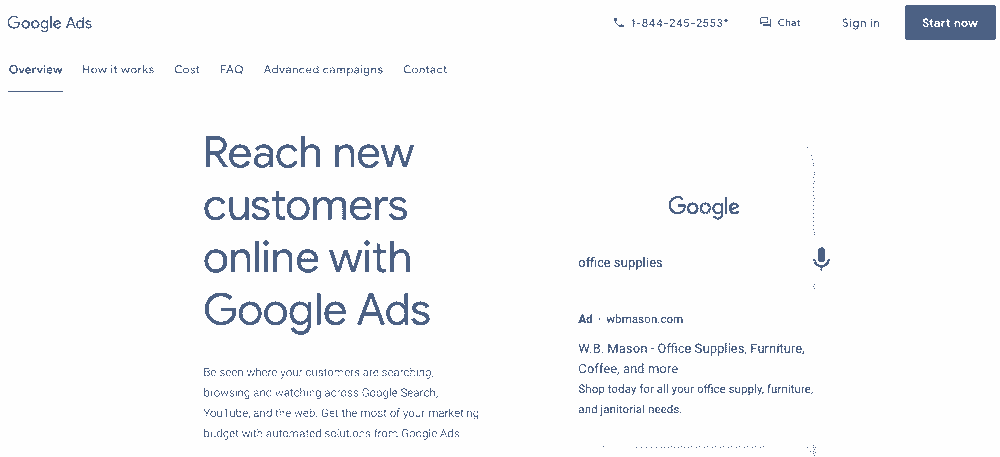 Google Ads
1-844-245-2553*
Chat
Sign in
Start now
Overview
How it works
Cost
FAQ
Advanced campaigns
Contact
Reach new
customers
online with
Google Ads
Be seen where your customers are searching,
browsing and watching across Google Search,
YouTube, and the web. Get the most of your marketing
budget with automated solutions from Google Ads
Google
office supplies
Ad · wbmason.com
W.B. Mason - Office Supplies, Furniture,
Coffee, and more
Shop today for all your office supply, furniture,
and janitorial needs.